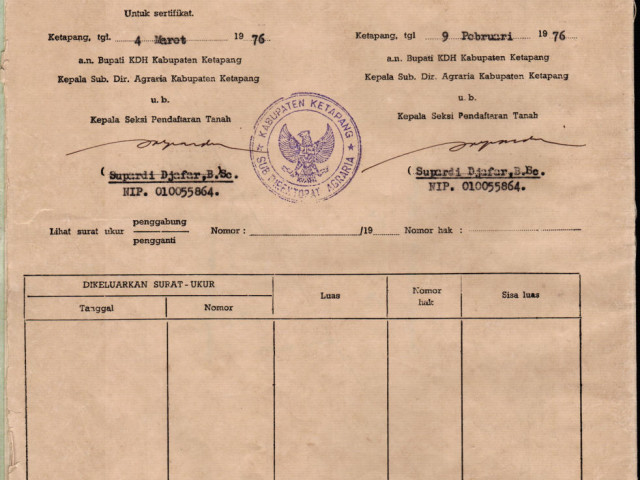 Untuk sertifikat.
Ketapang, tgl. 4 Maret 1976
a.n. Bupati KDH Kabupaten Ketapang
Kepala Sub. Dir. Agraria Kabupaten Ketapang
u. b.
Kepala Seksi Pendaftaran Tanah
(Supardi Djafar,B.Sc.)
NIP. 010055864.
Ketapang, tgl 9 Pebruari 1976
a.n. Bupati KDH Kabupaten Ketapang
Kepala Sub. Dir. Agraria Kabupaten Ketapang
u. b.
Kepala Seksi Pendaftaran Tanah
(Supardi Djafar,B.Sc.
NIP. 010055864.
KABUPATEN KETAPANG
SUB DIREKTORAT AGRARIA
Lihat surat ukur penggabung
pengganti
Nomor : /19 Nomor hak :
DIKELUARKAN SURAT-UKUR
Tanggal Nomor Luas Nomor hak Sisa luas